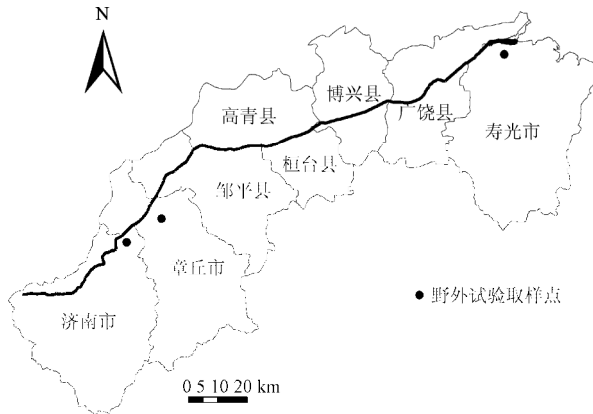 N
博兴县
高青县
广饶县
寿光市
桓台县
邹平县
章丘市
● 野外试验取样点
济南市
0 5 10 20 km